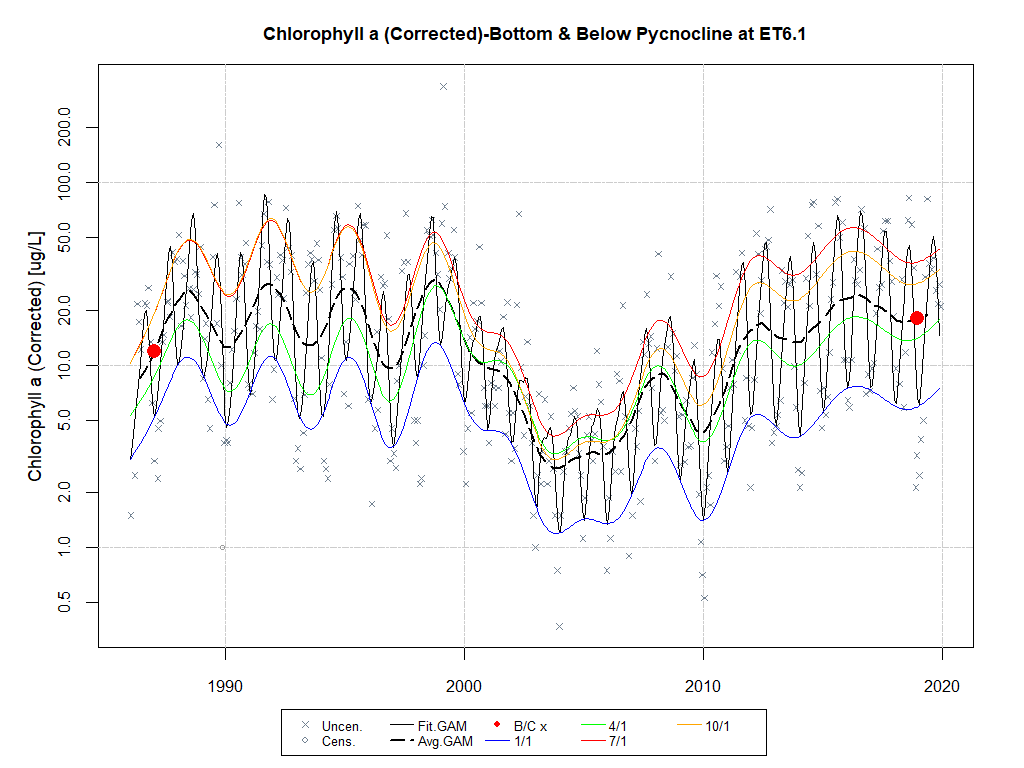 Chlorophyll a (Corrected)-Bottom & Below Pycnocline at ET6.1
Chlorophyll a (Corrected) [ug/L]
200.0
100.0
50.0
20.0
10.0
5.0
2.0
1.0
0.5
1990 2000 2010 2020
Uncen. Fit.GAM B/C x 4/1 10/1
Cens. Avg.GAM 1/1 7/1